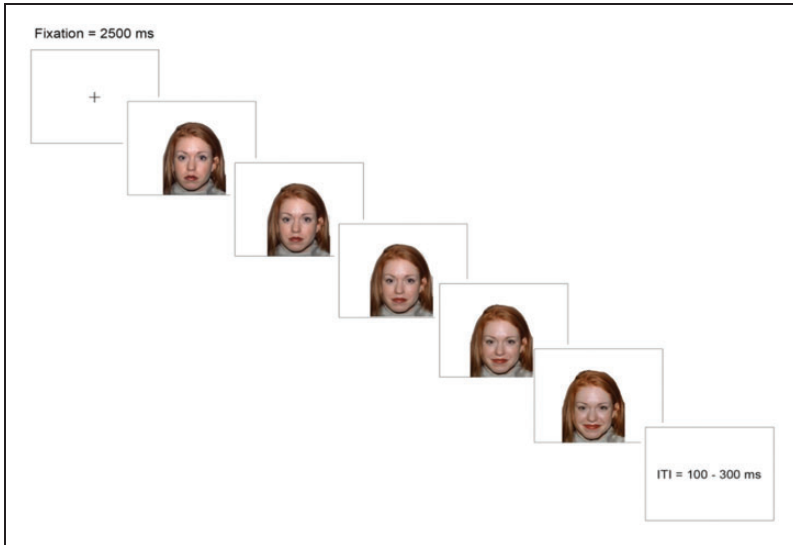 Fixation = 2500 ms
+
ITI = 100 - 300 ms